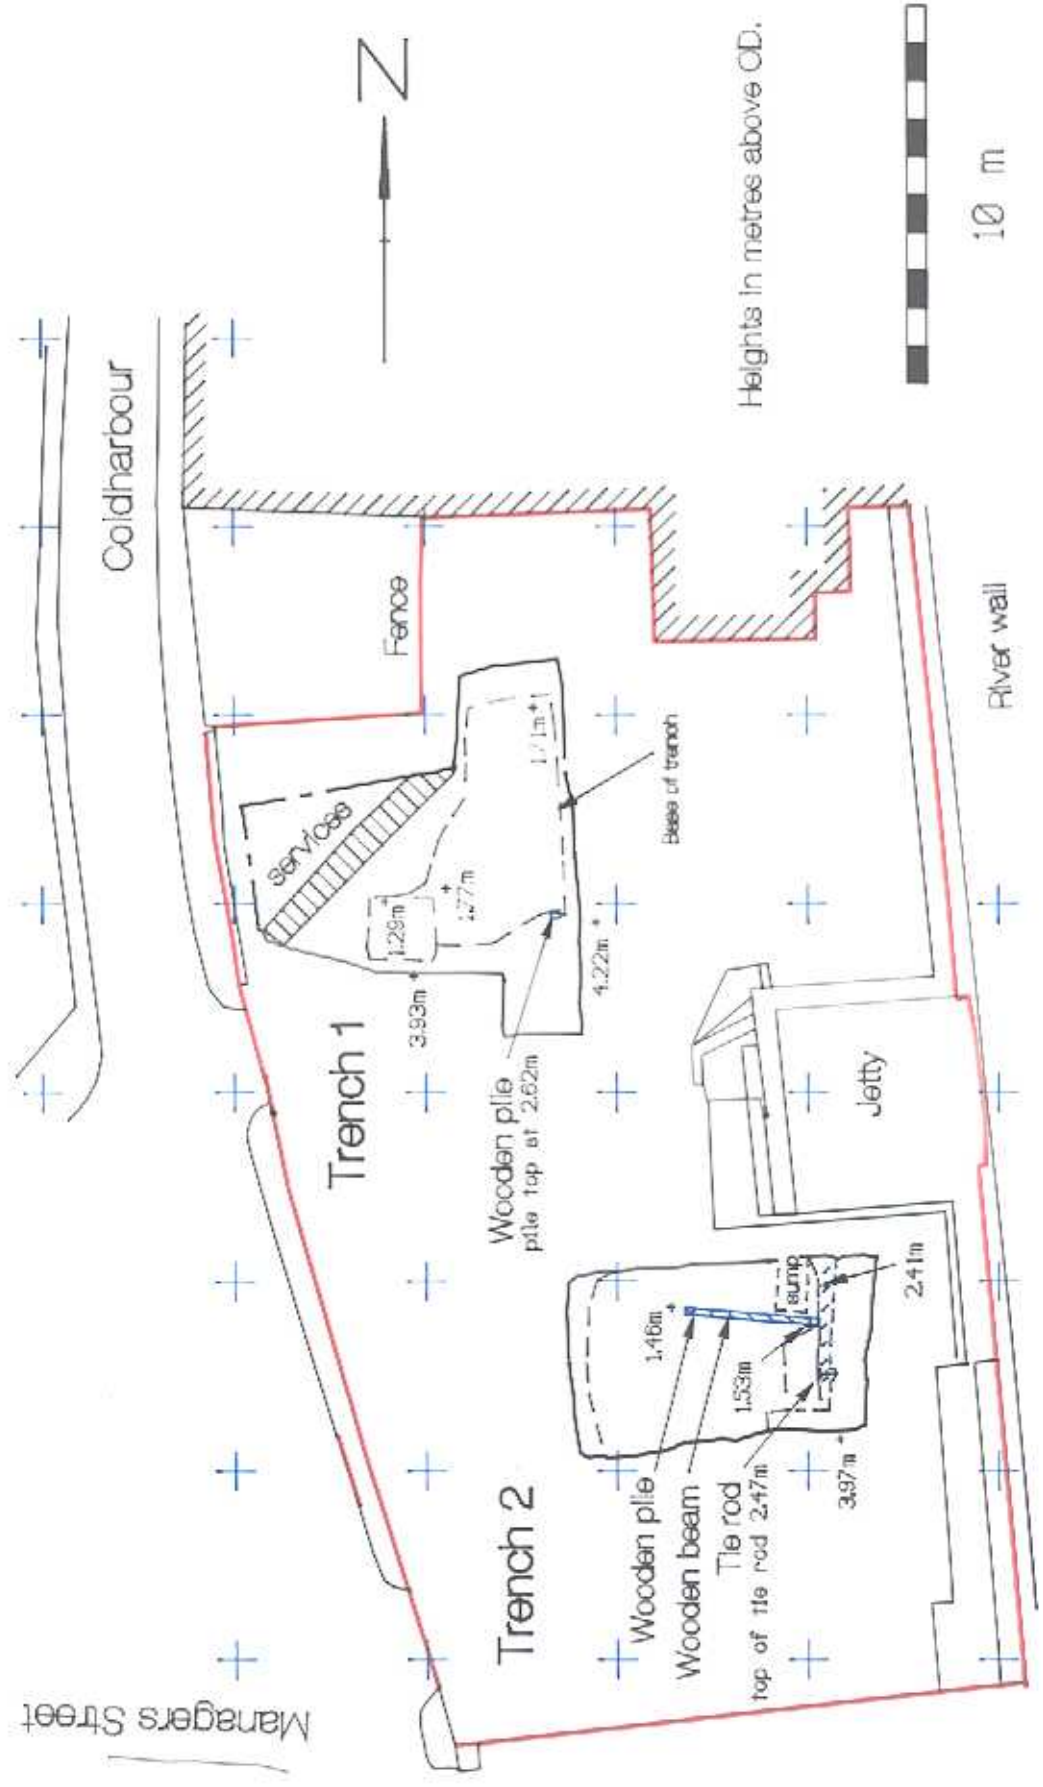 Managers Street
Coldharbour
N
Fence
services
Trench 1
1.29m
1.77m
1.71m
3.93m
4.22m
Base of trench
Wooden pile
pile top at 2.62m
Heights in metres above OD.
10 m
River wall
Jetty
Trench 2
sump
1.46m
1.53m
2.41m
3.97m
Wooden pile
Wooden beam
Tie rod
top of tie rod 2.47m